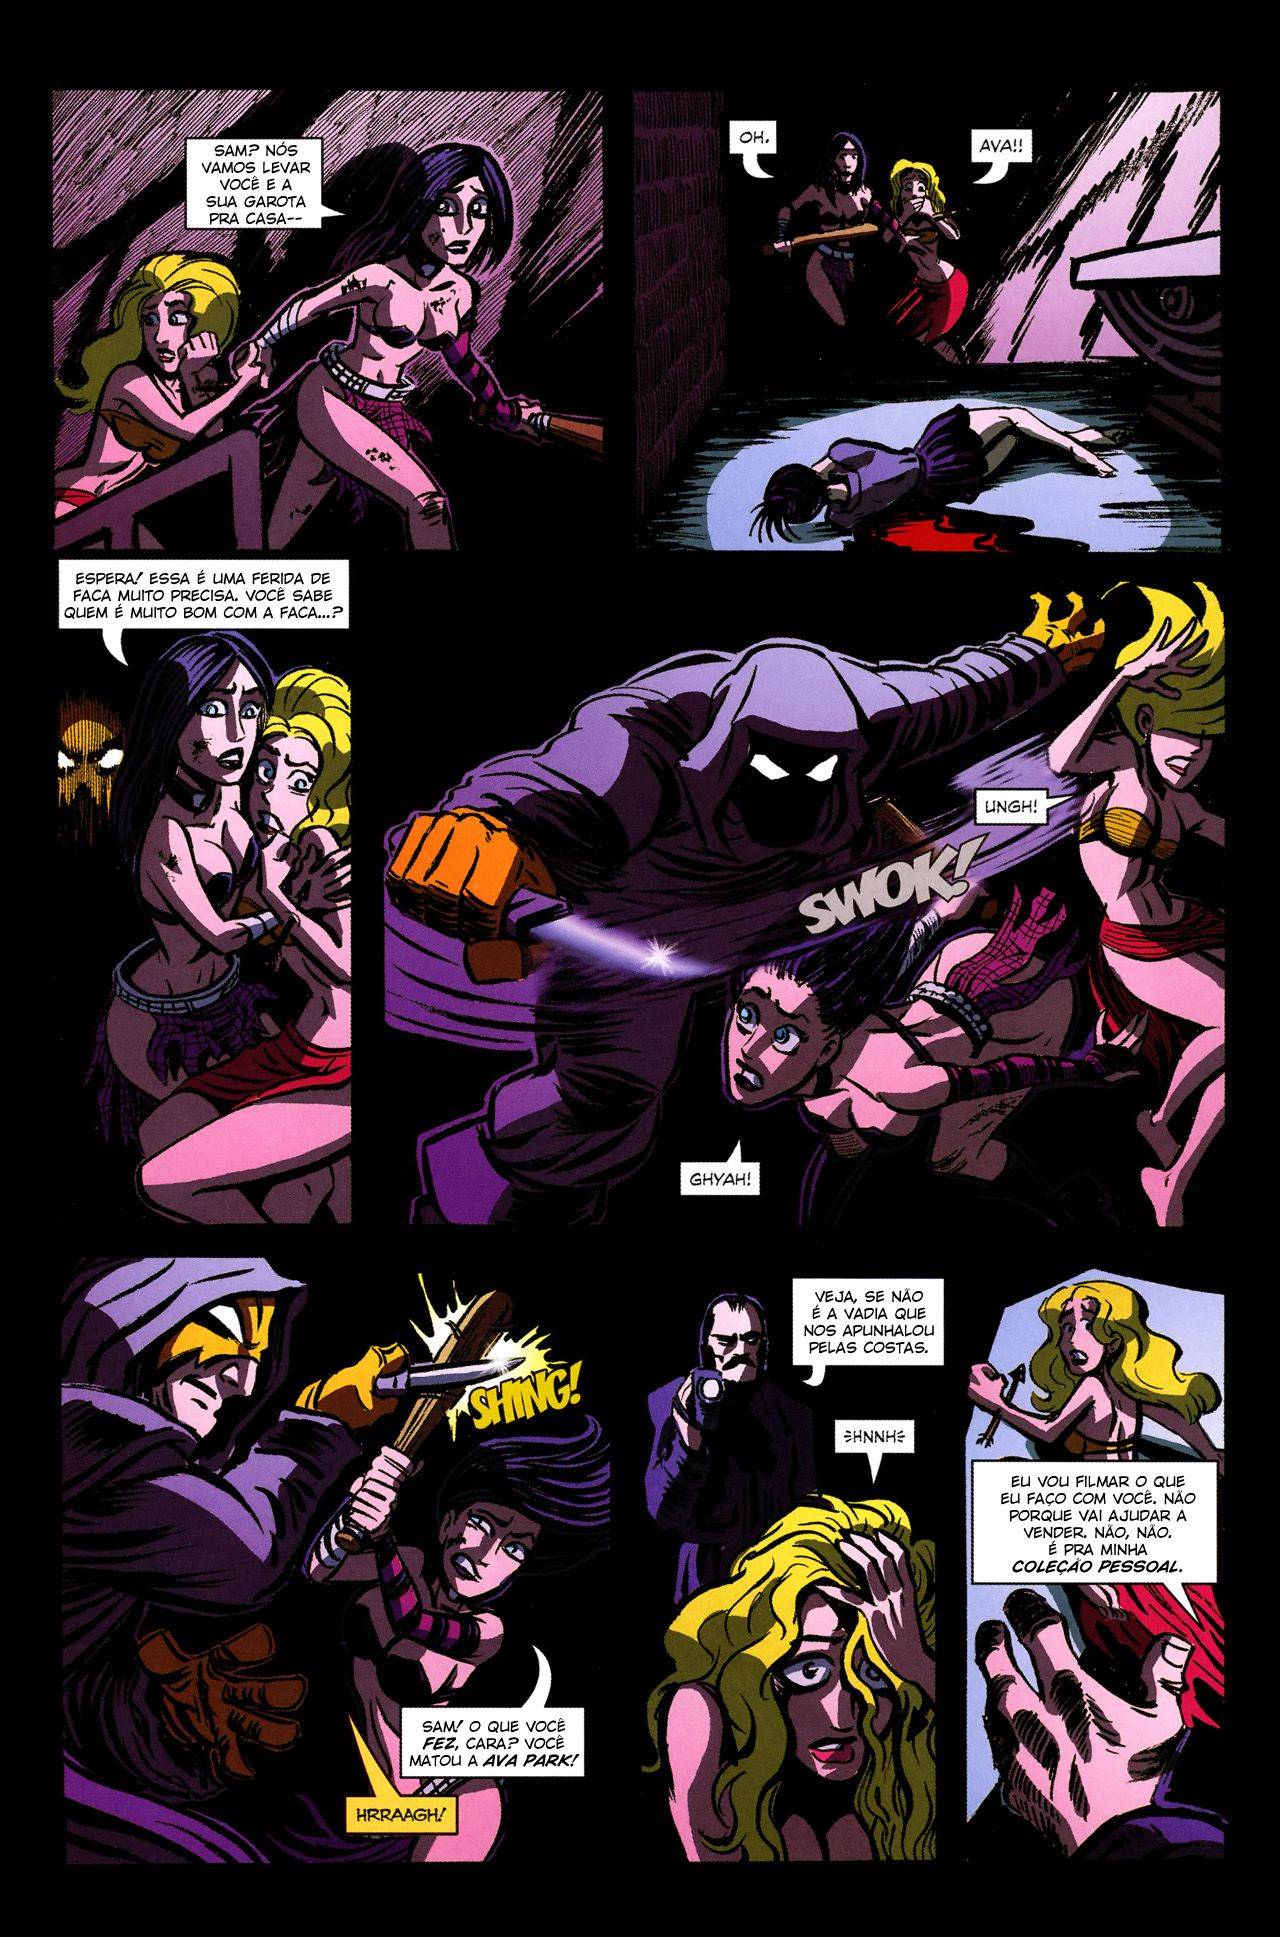 SAM? NÓS
VAMOS LEVAR
VOCÊ E A
SUA GAROTA
PRA CASA--
OH.
AVA!!
ESPERA! ESSA É UMA FERIDA DE
FACA MUITO PRECISA. VOCÊ SABE
QUEM É MUITO BOM COM A FACA...?
UNGH!
SWOK!
GHYAH!
SHING!
SAM! O QUE VOCÊ
FEZ, CARA? VOCÊ
MATOU A AVA PARK!
HRRAAGH!
VEJA, SE NÃO
É A VADIA QUE
NOS APUNHALOU
PELAS COSTAS.
HNNH
EU VOU FILMAR O QUE
EU FAÇO COM VOCÊ. NÃO
PORQUE VAI AJUDAR A
VENDER. NÃO, NÃO.
É PRA MINHA
COLEÇÃO PESSOAL.